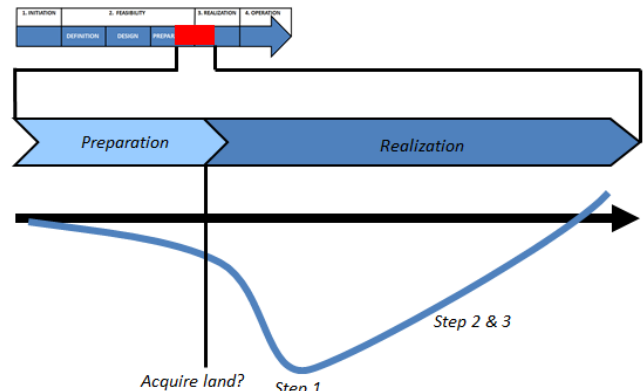 1. INITIATION 2. FEASIBILITY 3. REALIZATION 4. OPERATION
DEFINITION DESIGN PREPAR
Preparation Realization
Step 2 & 3
Acquire land? Step 1